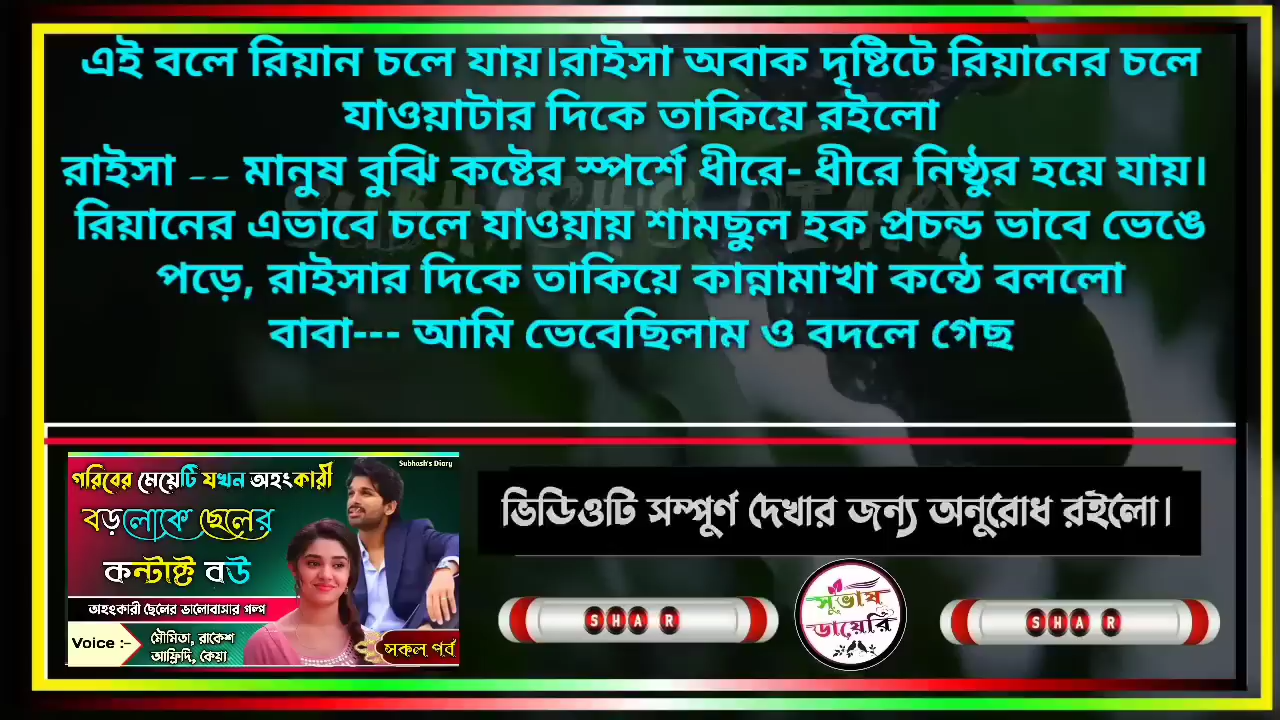 এই বলে রিয়ান চলে যায়।রাইসা অবাক দৃষ্টিটে রিয়ানের চলে
যাওয়াটার দিকে তাকিয়ে রইলো
রাইসা -- মানুষ বুঝি কষ্টের স্পর্শে ধীরে- ধীরে নিষ্ঠুর হয়ে যায়।
রিয়ানের এভাবে চলে যাওয়ায় শামছুল হক প্রচন্ড ভাবে ভেঙে
পড়ে, রাইসার দিকে তাকিয়ে কান্নামাখা কন্ঠে বললো
বাবা--- আমি ভেবেছিলাম ও বদলে গেছ
Subhash's Diary
গরিবের মেয়েটি যখন অহংকারী
বড়লোকে ছেলের
কন্টাক্ট বউ
অহংকারী ছেলের ভালোবাসার গল্প
Voice :-
মৌমিতা, রাকেশ
আফ্রিদি, কেয়া
সকল পর্ব
ভিডিওটি সম্পুর্ণ দেখার জন্য অনুরোধ রইলো।
SHAR
সুভাষ
ডায়েরি
SHAR